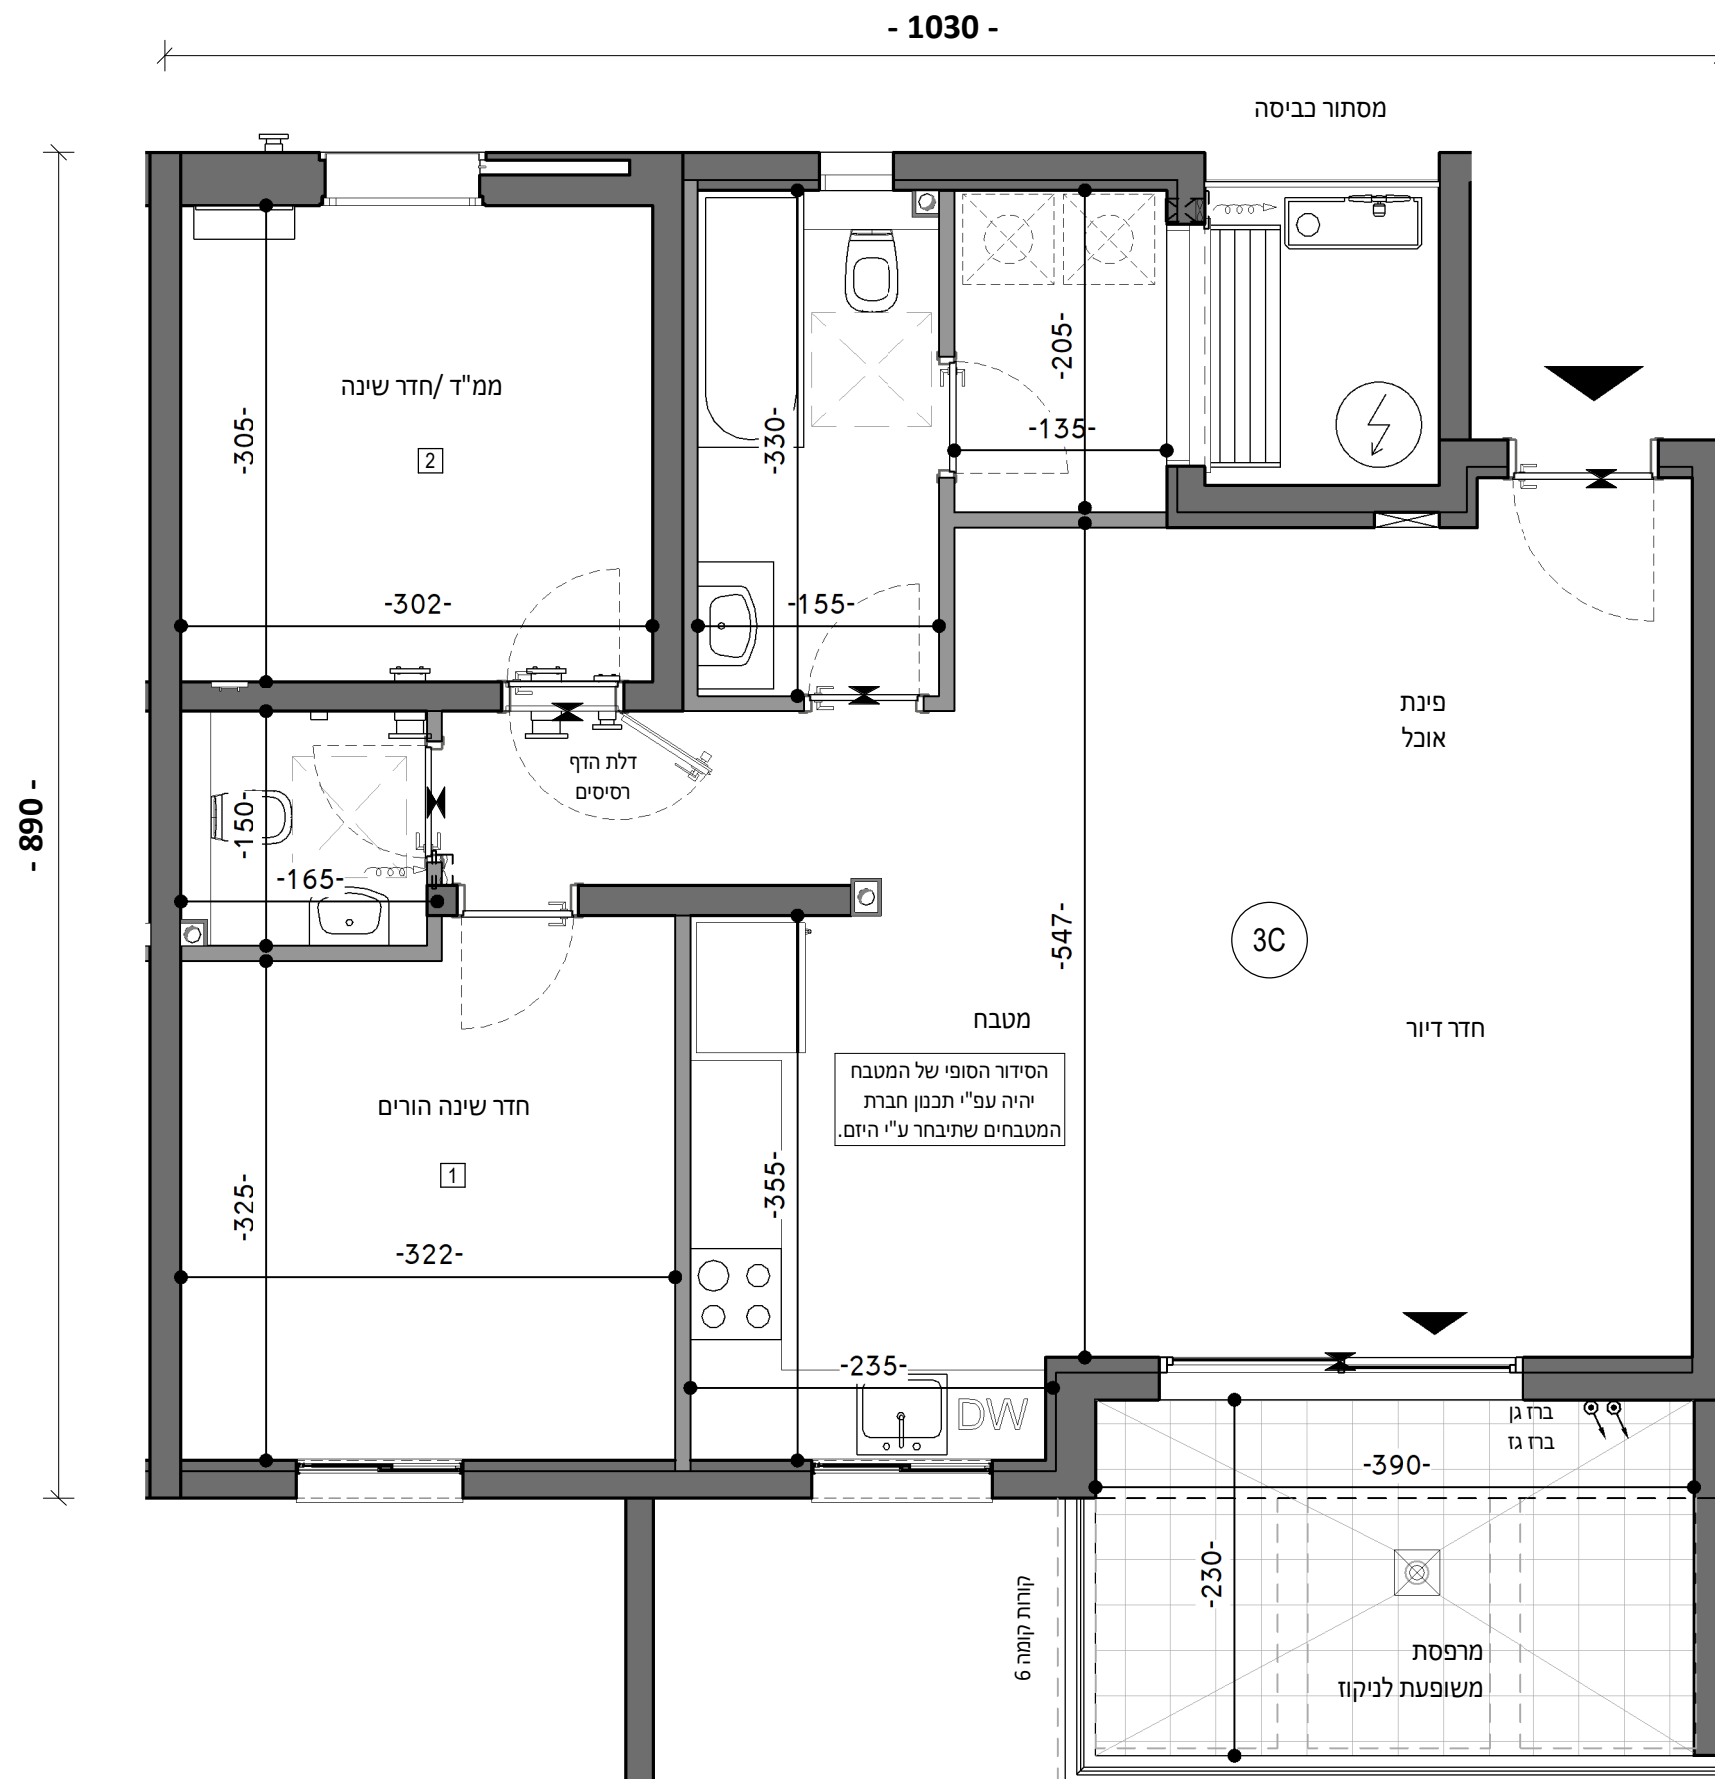 - 1030 -
מסתור כביסה
- 890 -
ממ"ד /חדר שינה
2
-305-
-302-
-330-
-155-
-205-
-135-
פינת
אוכל
דלת הדף
רסיסים
-150-
-165-
3C
-547-
מטבח
חדר דיור
הסידור הסופי של המטבח
יהיה עפ"י תכנון חברת
המטבחים שתיבחר ע"י היזם.
חדר שינה הורים
1
-325-
-322-
-355-
-235-
DW
ברז גן
ברז גז
-390-
-230-
קורות קומה 6
מרפסת
משופעת לניקוז